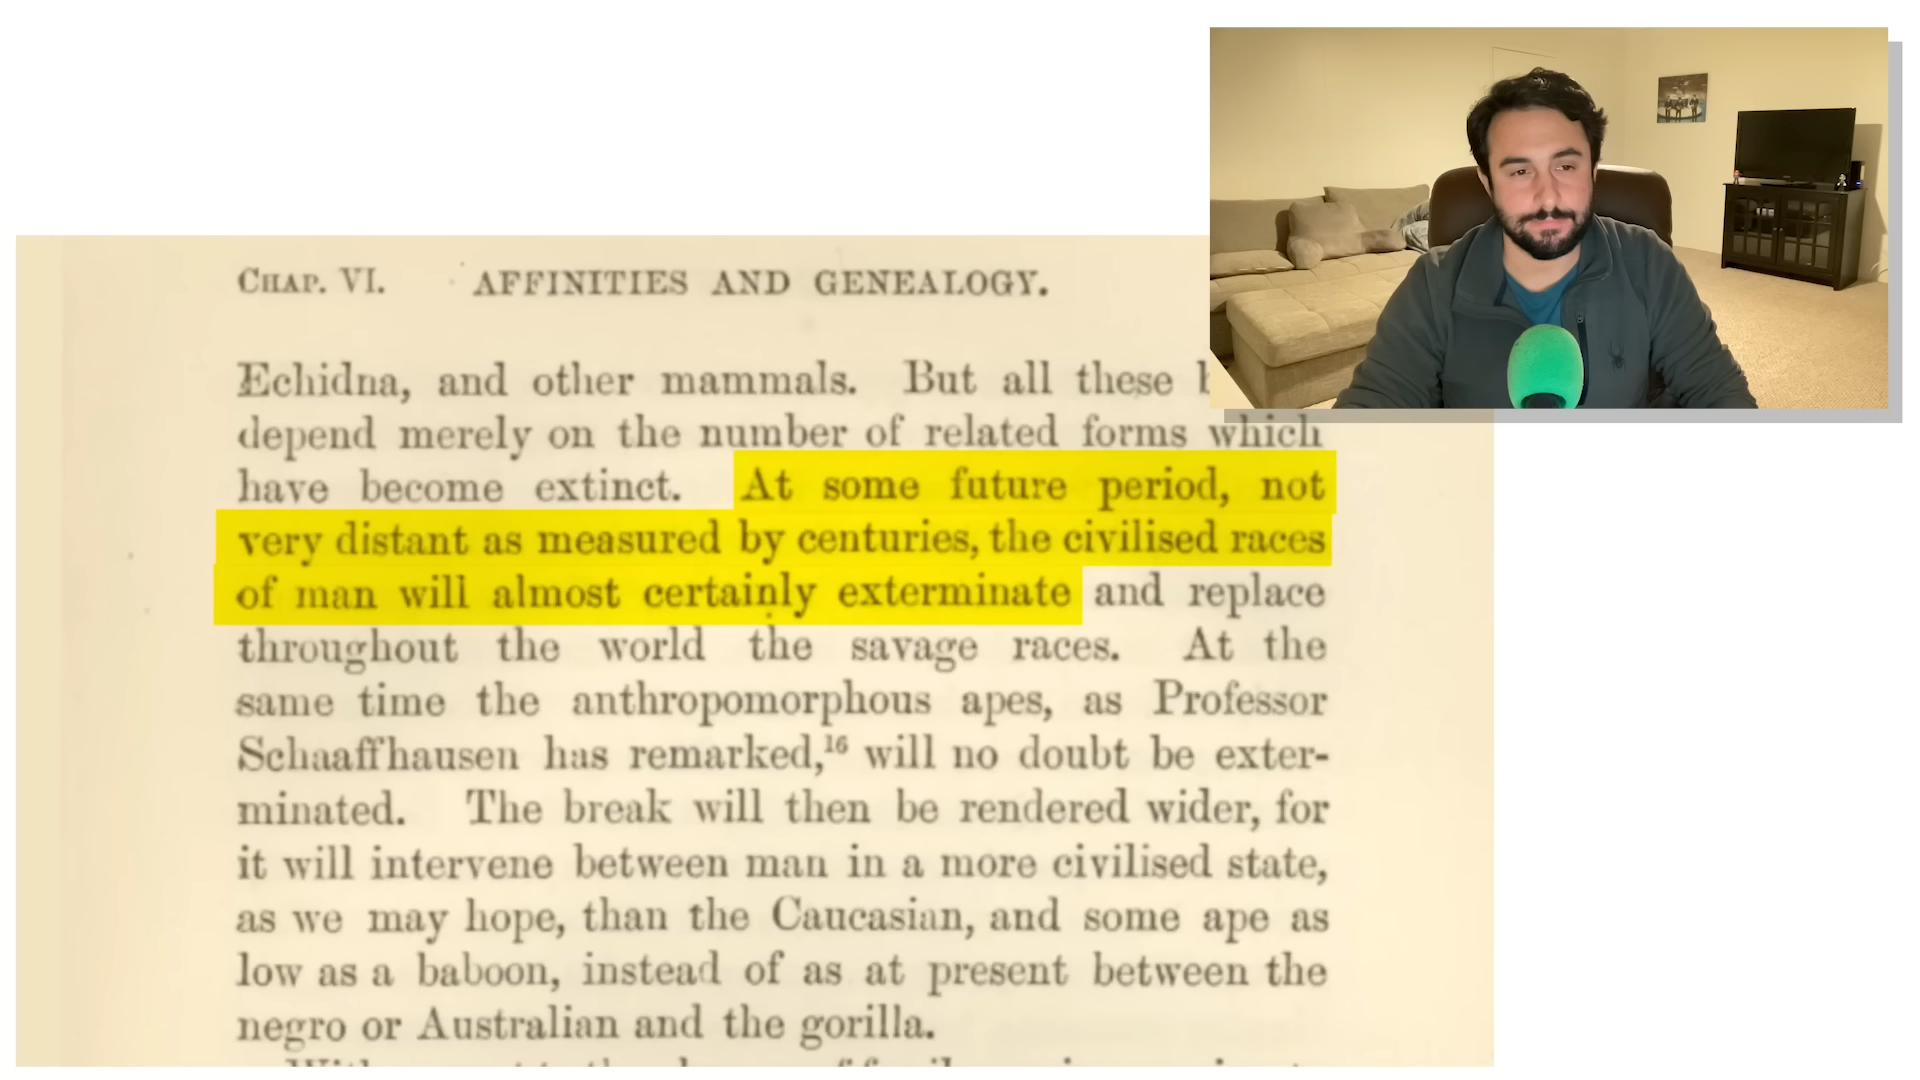 CHAP. VI. AFFINITIES AND GENEALOGY.
Echidna, and other mammals. But all these
depend merely on the number of related forms which
have become extinct. At some future period, not
very distant as measured by centuries, the civilised races
of man will almost certainly exterminate and replace
throughout the world the savage races. At the
same time the anthropomorphous apes, as Professor
Schaaffhausen has remarked,¹⁶ will no doubt be exter-
minated. The break will then be rendered wider, for
it will intervene between man in a more civilised state,
as we may hope, than the Caucasian, and some ape as
low as a baboon, instead of as at present between the
negro or Australian and the gorilla.